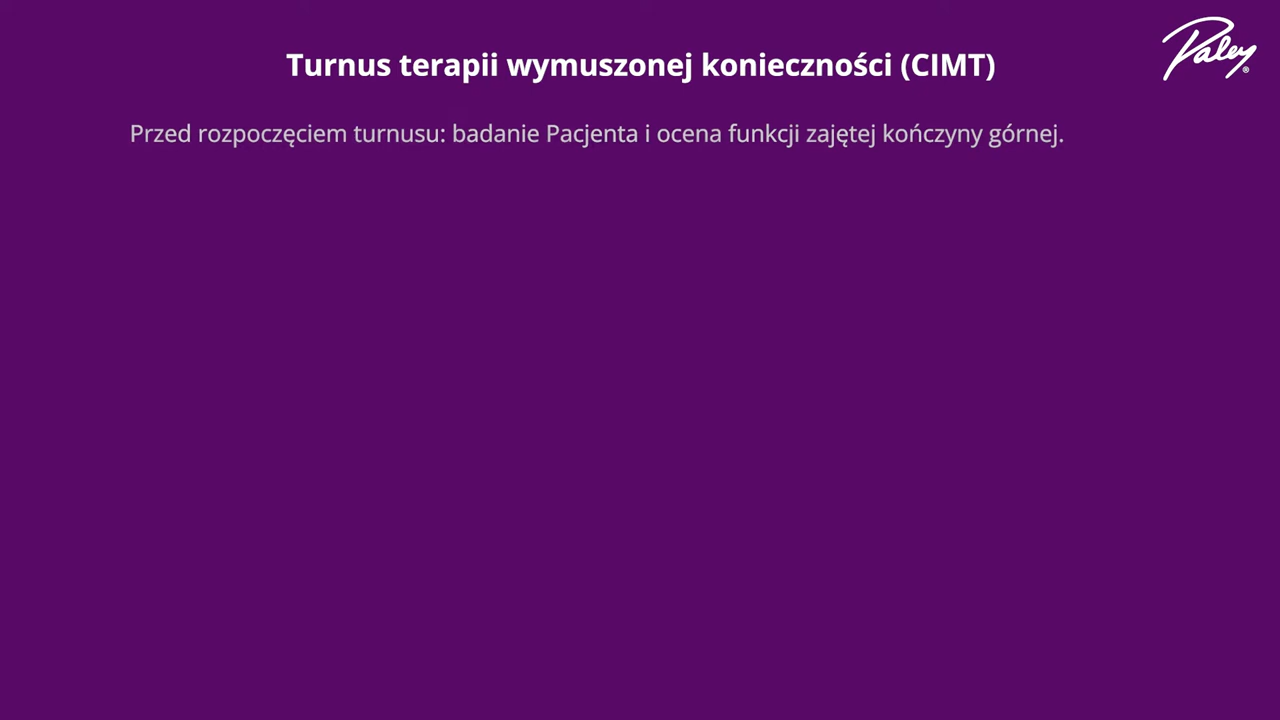 Paley®
Turnus terapii wymuszonej konieczności (CIMT)
Przed rozpoczęciem turnusu: badanie Pacjenta i ocena funkcji zajętej kończyny górnej.